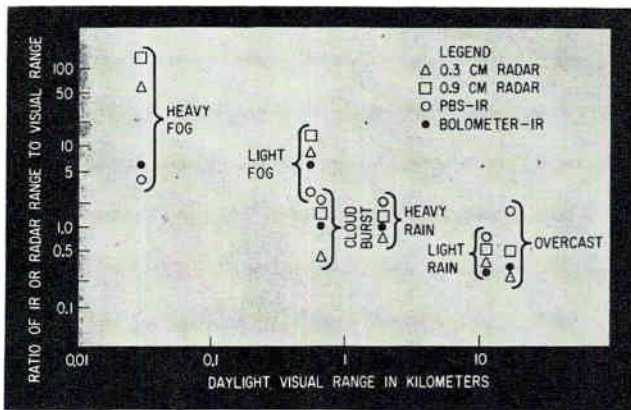 RATIO OF IR OR RADAR RANGE TO VISUAL RANGE
100
50
10
5
1.0
0.5
0.1
HEAVY
FOG
LIGHT
FOG
CLOUD
BURST
HEAVY
RAIN
LIGHT
RAIN
OVERCAST
LEGEND
△ 0.3 CM RADAR
□ 0.9 CM RADAR
○ PBS-IR
● BOLOMETER-IR
0.01
0.1
1
10
DAYLIGHT VISUAL RANGE IN KILOMETERS